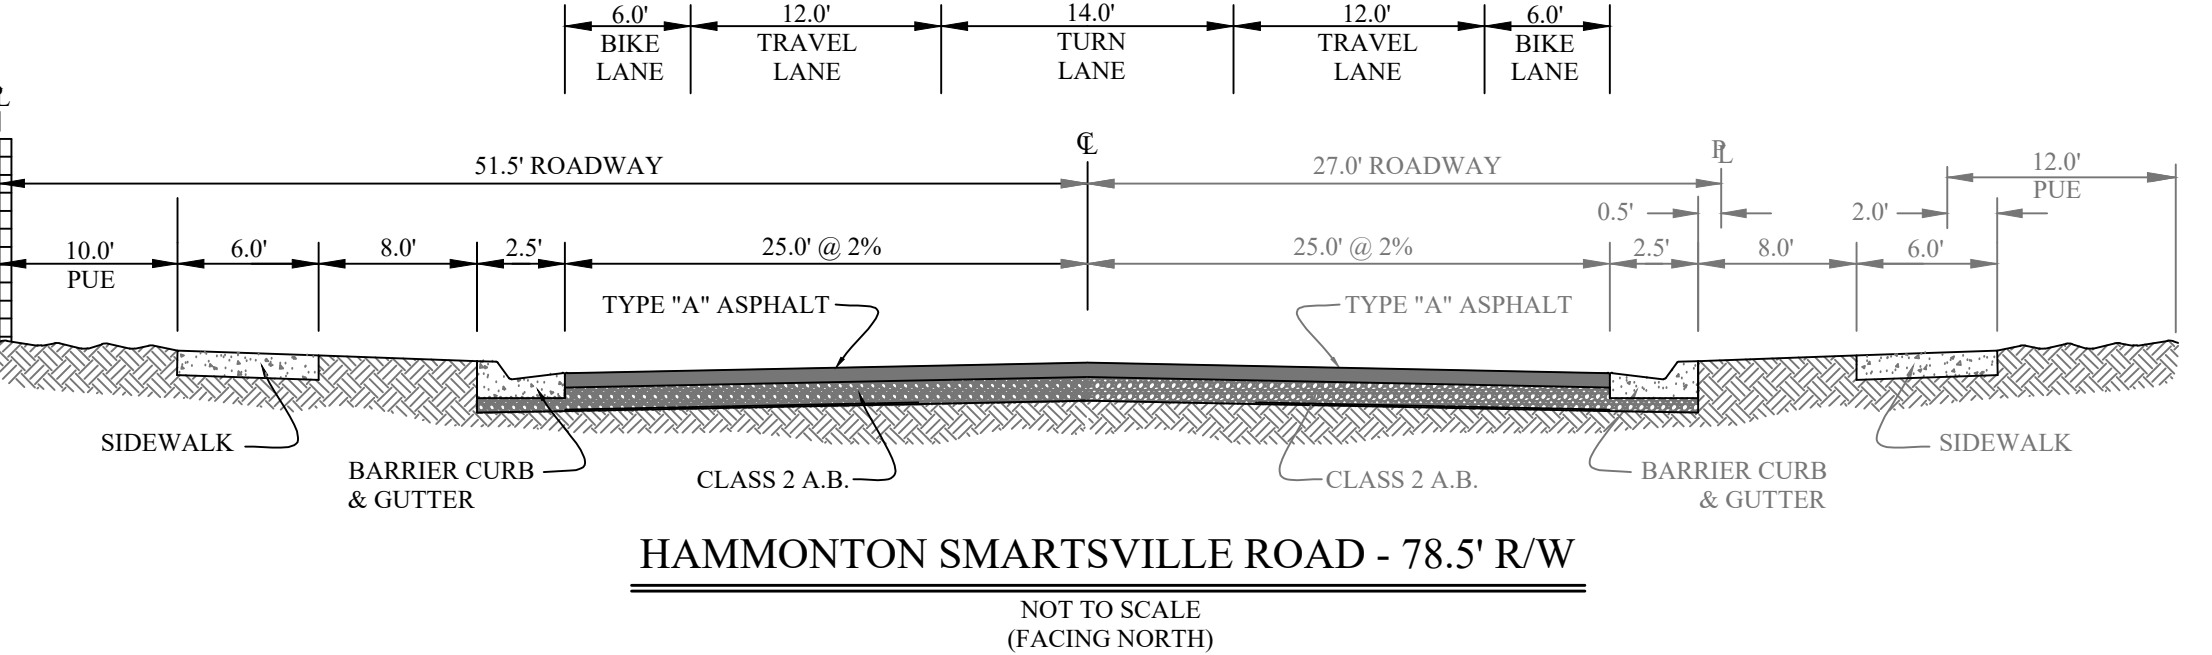 6.0' 12.0' 14.0' 12.0' 6.0'
BIKE TRAVEL TURN TRAVEL BIKE
LANE LANE LANE LANE LANE
℄ PL
51.5' ROADWAY 27.0' ROADWAY 12.0'
PUE
0.5' 2.0'
10.0' 6.0' 8.0' 2.5' 25.0' @ 2% 25.0' @ 2% 2.5' 8.0' 6.0'
PUE
TYPE "A" ASPHALT TYPE "A" ASPHALT
SIDEWALK SIDEWALK
BARRIER CURB BARRIER CURB
& GUTTER & GUTTER
CLASS 2 A.B. CLASS 2 A.B.
HAMMONTON SMARTSVILLE ROAD - 78.5' R/W
NOT TO SCALE
(FACING NORTH)